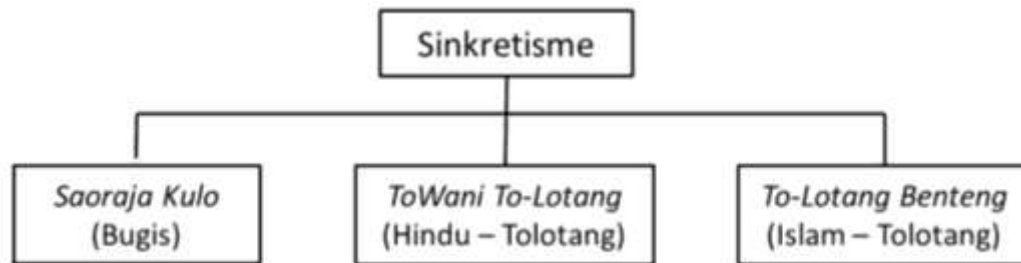 Sinkretisme
Saoraja Kulo
(Bugis)
ToWani To-Lotang
(Hindu – Tolotang)
To-Lotang Benteng
(Islam – Tolotang)